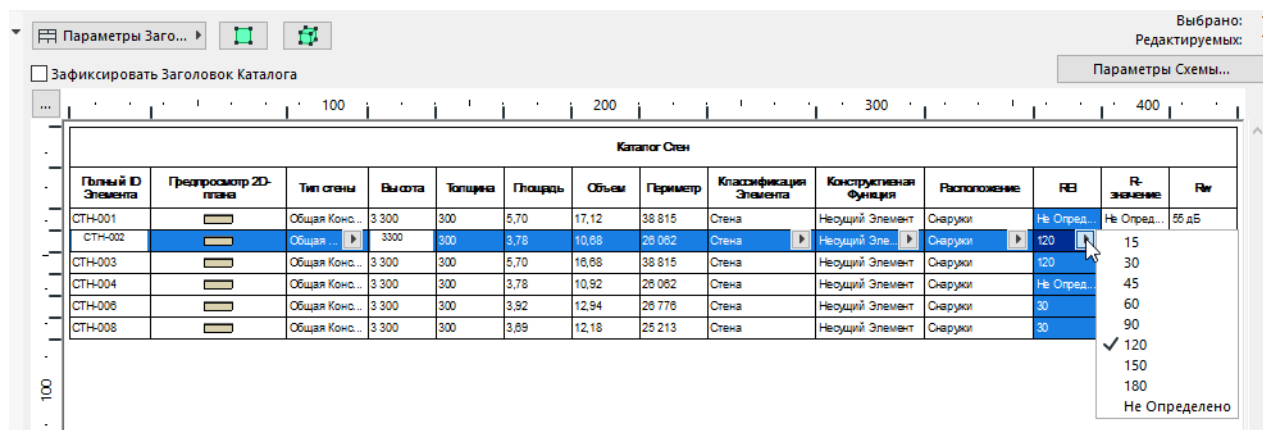 Выбрано:
Параметры Заго...
Редактируемых:
Зафиксировать Заголовок Каталога
Параметры Схемы...
... 100 200 300 400
Каталог Стен
Полный ID Элемента Предпросмотр 2D-плана Тип стены Высота Толщина Площадь Объем Периметр Классификация Элемента Конструктивная Функция Расположение REI R-значение Rw
СТН-001 Общая Конс... 3 300 300 5,70 17,12 38 815 Стена Несущий Элемент Снаружи Не Опред... Не Опред... 55 дБ
СТН-002 Общая ... 3300 300 3,78 10,68 26 062 Стена Несущий Эле... Снаружи 120
СТН-003 Общая Конс... 3 300 300 5,70 16,68 38 815 Стена Несущий Элемент Снаружи 120
СТН-004 Общая Конс... 3 300 300 3,78 10,92 26 062 Стена Несущий Элемент Снаружи Не Опред...
СТН-006 Общая Конс... 3 300 300 3,92 12,94 26 776 Стена Несущий Элемент Снаружи 30
СТН-008 Общая Конс... 3 300 300 3,69 12,18 25 213 Стена Несущий Элемент Снаружи 30
15
30
45
60
90
120
150
180
Не Определено
100